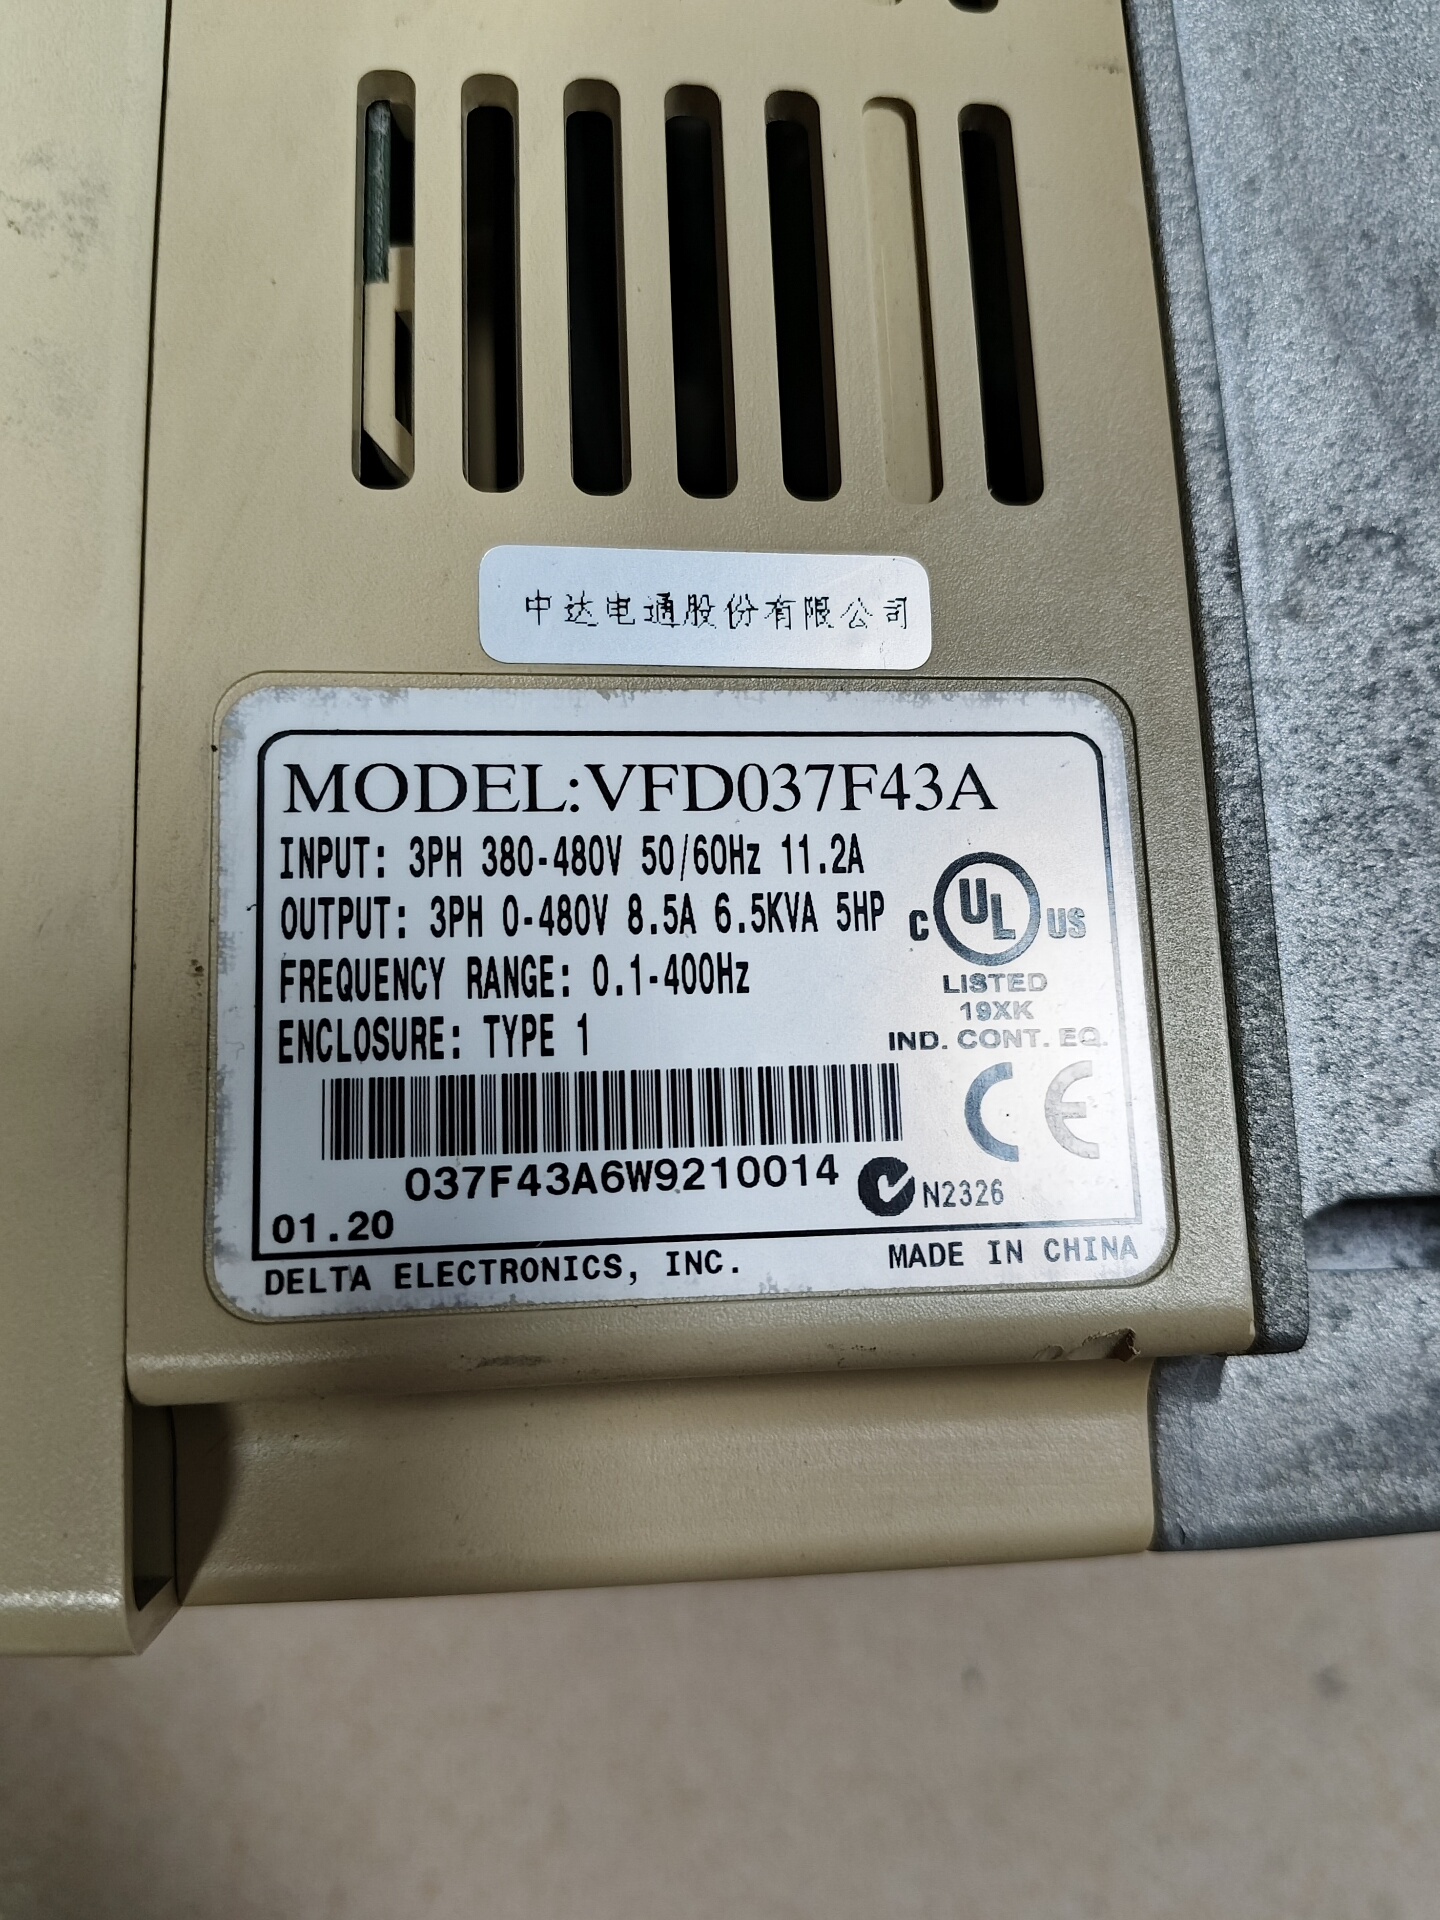 中达电通股份有限公司
MODEL:VFD037F43A
INPUT: 3PH 380-480V 50/60Hz 11.2A
OUTPUT: 3PH 0-480V 8.5A 6.5KVA 5HP
FREQUENCY RANGE: 0.1-400Hz
ENCLOSURE: TYPE 1
C UL US
LISTED
19XK
IND. CONT. EQ.
CE
037F43A6W9210014
N2326
01.20
DELTA ELECTRONICS, INC.
MADE IN CHINA